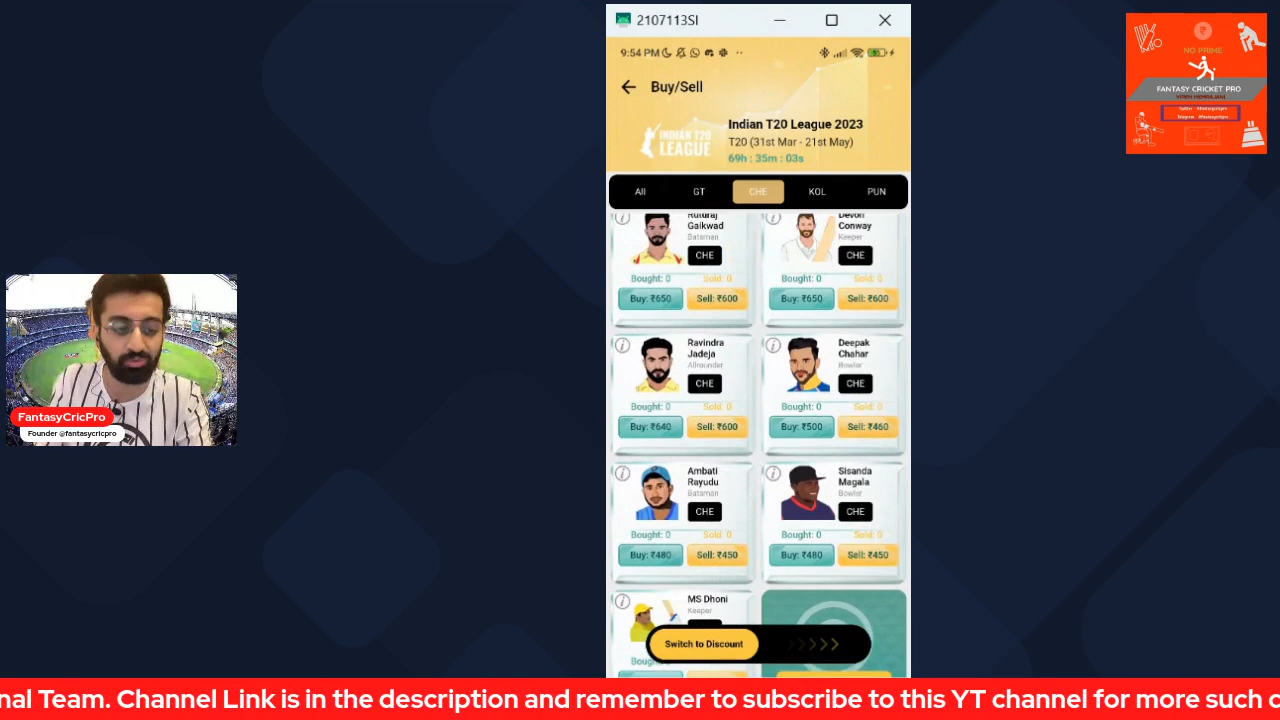 2107113SI
9:54 PM
Buy/Sell
INDIAN T20
LEAGUE
Indian T20 League 2023
T20 (31st Mar - 21st May)
69h : 35m : 03s
All GT CHE KOL PUN
Ruturaj
Gaikwad
Batsman
CHE
Bought: 0 Sold: 0
Buy: ₹650 Sell: ₹600
Devon
Conway
Keeper
CHE
Bought: 0 Sold: 0
Buy: ₹650 Sell: ₹600
Ravindra
Jadeja
Allrounder
CHE
Bought: 0 Sold: 0
Buy: ₹640 Sell: ₹600
Deepak
Chahar
Bowler
CHE
Bought: 0 Sold: 0
Buy: ₹500 Sell: ₹460
Ambati
Rayudu
Batsman
CHE
Bought: 0 Sold: 0
Buy: ₹480 Sell: ₹450
Sisanda
Magala
Bowler
CHE
Bought: 0 Sold: 0
Buy: ₹480 Sell: ₹450
MS Dhoni
Keeper
Switch to Discount
NO PRIME
FANTASY CRICKET PRO
VIREN HEMRAJANI
FantasyCricPro
Founder @fantasycricpro
nal Team. Channel Link is in the description and remember to subscribe to this YT channel for more such